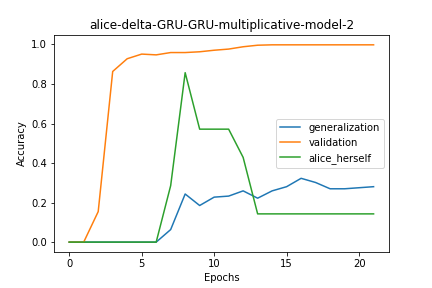 alice-delta-GRU-GRU-multiplicative-model-2
1.0
0.8
0.6
0.4
0.2
0.0
Accuracy
generalization
validation
alice_herself
0
5
10
15
20
Epochs